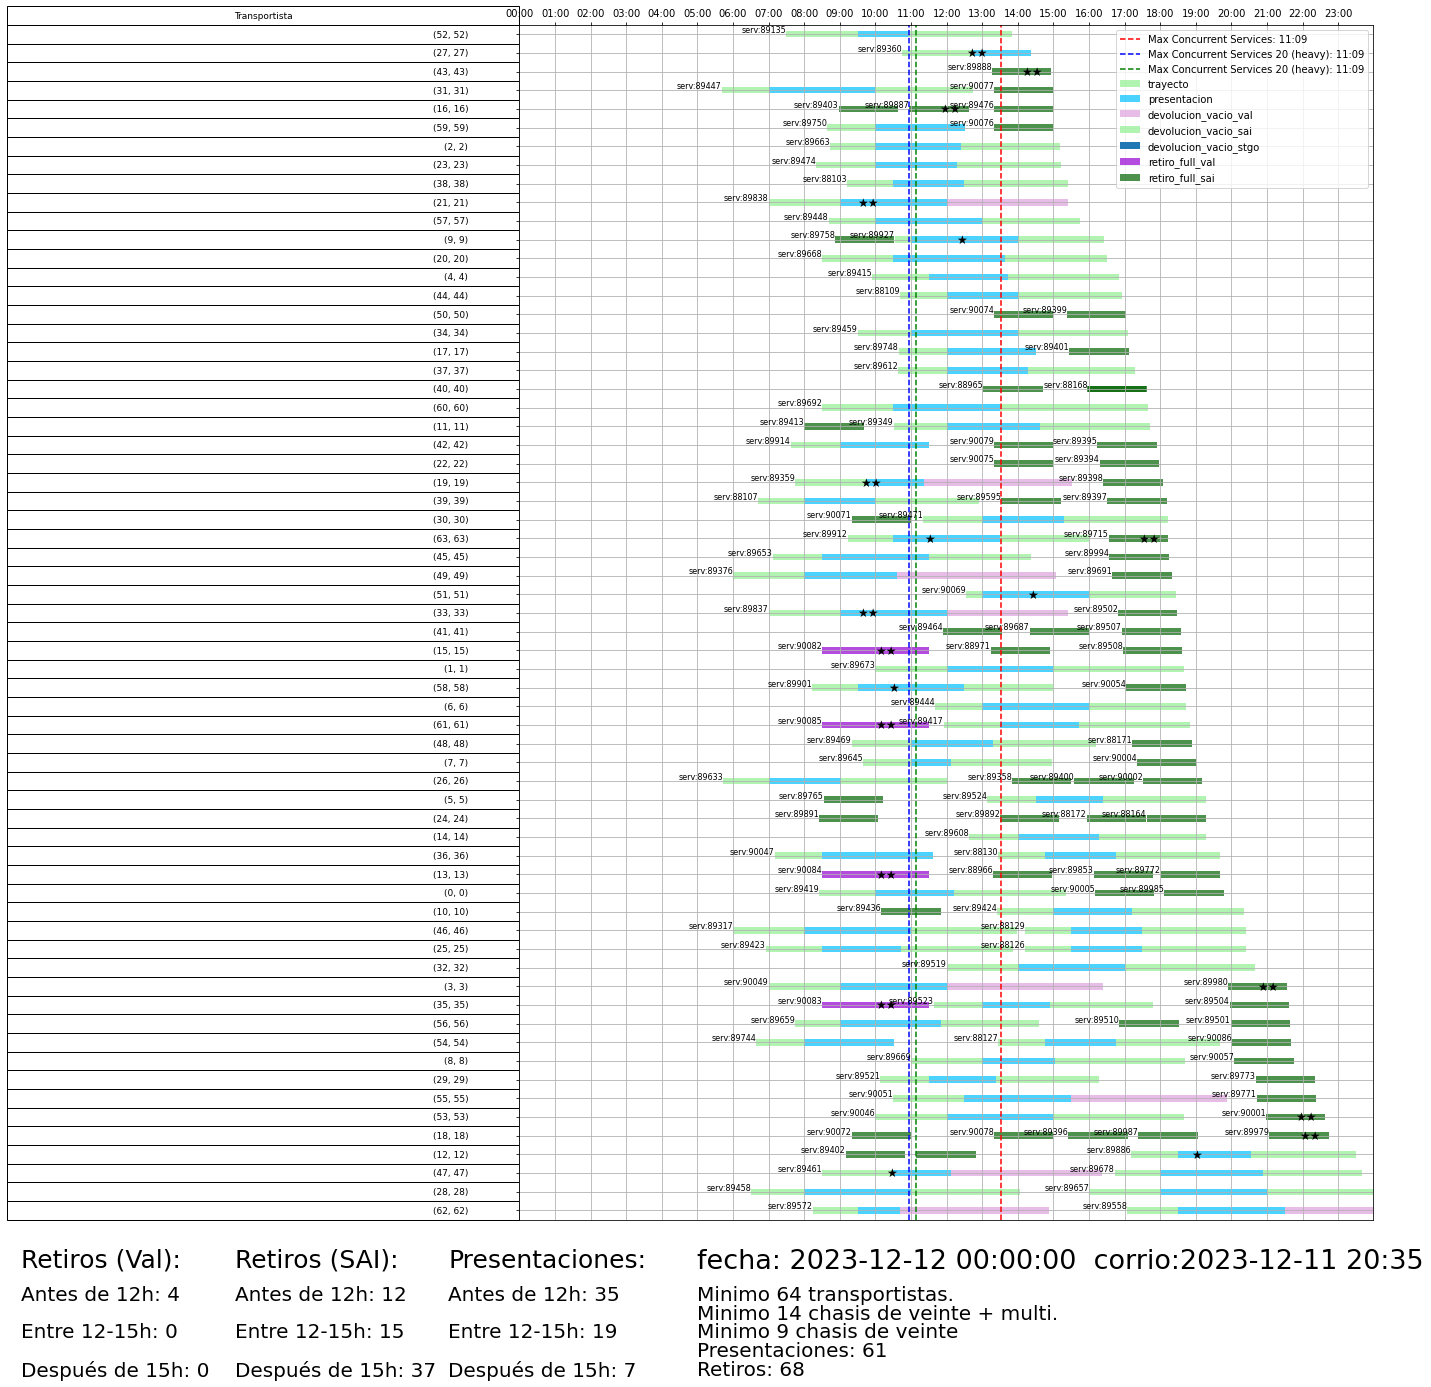 Transportista 00:00 01:00 02:00 03:00 04:00 05:00 06:00 07:00 08:00 09:00 10:00 11:00 12:00 13:00 14:00 15:00 16:00 17:00 18:00 19:00 20:00 21:00 22:00 23:00
(52, 52) serv:89135
(27, 27) serv:89360
(43, 43) serv:89888
(31, 31) serv:89447 serv:90077
(16, 16) serv:89403 serv:89887 serv:89476
(59, 59) serv:89750 serv:90076
(2, 2) serv:89663
(23, 23) serv:89474
(38, 38) serv:88103
(21, 21) serv:89838
(57, 57) serv:89448
(9, 9) serv:89758 serv:89927
(20, 20) serv:89668
(4, 4) serv:89415
(44, 44) serv:88109
(50, 50) serv:90074 serv:89399
(34, 34) serv:89459
(17, 17) serv:89748 serv:89401
(37, 37) serv:89612
(40, 40) serv:88965 serv:88168
(60, 60) serv:89692
(11, 11) serv:89413 serv:89349
(42, 42) serv:89914 serv:90079 serv:89395
(22, 22) serv:90075 serv:89394
(19, 19) serv:89359 serv:89398
(39, 39) serv:88107 serv:89595 serv:89397
(30, 30) serv:90071 serv:89471
(63, 63) serv:89912 serv:89715
(45, 45) serv:89653 serv:89994
(49, 49) serv:89376 serv:89691
(51, 51) serv:90069
(33, 33) serv:89837 serv:89502
(41, 41) serv:89464 serv:89687 serv:89507
(15, 15) serv:90082 serv:88971 serv:89508
(1, 1) serv:89673
(58, 58) serv:89901 serv:90054
(6, 6) serv:89444
(61, 61) serv:90085 serv:89417
(48, 48) serv:89469 serv:88171
(7, 7) serv:89645 serv:90004
(26, 26) serv:89633 serv:89358 serv:89400 serv:90002
(5, 5) serv:89765 serv:89524
(24, 24) serv:89891 serv:89892 serv:88172 serv:88164
(14, 14) serv:89608
(36, 36) serv:90047 serv:88130
(13, 13) serv:90084 serv:88966 serv:89853 serv:89772
(0, 0) serv:89419 serv:90005 serv:89985
(10, 10) serv:89436 serv:89424
(46, 46) serv:89317 serv:88129
(25, 25) serv:89423 serv:88126
(32, 32) serv:89519
(3, 3) serv:90049 serv:89980
(35, 35) serv:90083 serv:89523 serv:89504
(56, 56) serv:89659 serv:89510 serv:89501
(54, 54) serv:89744 serv:88127 serv:90086
(8, 8) serv:89669 serv:90057
(29, 29) serv:89521 serv:89773
(55, 55) serv:90051 serv:89771
(53, 53) serv:90046 serv:90001
(18, 18) serv:90072 serv:90078 serv:89396 serv:89987 serv:89979
(12, 12) serv:89402 serv:89886
(47, 47) serv:89461 serv:89678
(28, 28) serv:89458 serv:89657
(62, 62) serv:89572 serv:89558
Max Concurrent Services: 11:09
Max Concurrent Services 20 (heavy): 11:09
Max Concurrent Services 20 (heavy): 11:09
trayecto
presentacion
devolucion_vacio_val
devolucion_vacio_sai
devolucion_vacio_stgo
retiro_full_val
retiro_full_sai
Retiros (Val): Retiros (SAI): Presentaciones: fecha: 2023-12-12 00:00:00 corrio:2023-12-11 20:35
Antes de 12h: 4 Antes de 12h: 12 Antes de 12h: 35 Minimo 64 transportistas.
Minimo 14 chasis de veinte + multi.
Entre 12-15h: 0 Entre 12-15h: 15 Entre 12-15h: 19 Minimo 9 chasis de veinte
Presentaciones: 61
Después de 15h: 0 Después de 15h: 37 Después de 15h: 7 Retiros: 68